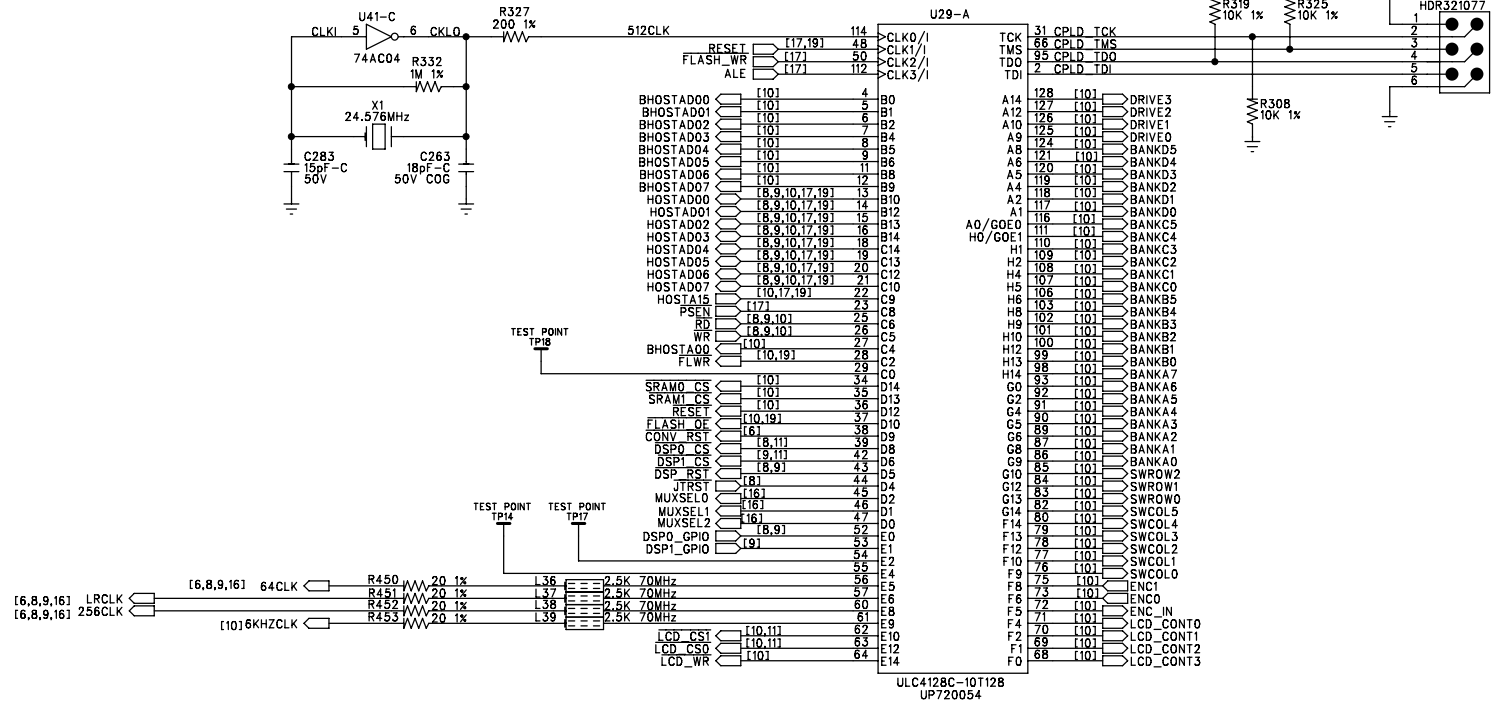 U41-C
CLKI 5 6 CKLO
74AC04
R327
200 1%
512CLK
R332
1M 1%
X1
24.576MHz
C283
15pF-C
50V
C263
18pF-C
50V COG
U29-A
RESET [17,19] 114 CLK0/I
FLASH_WR [17] 48 CLK1/I
ALE [17] 50 CLK2/I
112 CLK3/I
BHOSTAD00 [10] 4 B0
BHOSTAD01 [10] 5 B1
BHOSTAD02 [10] 6 B2
BHOSTAD03 [10] 7 B4
BHOSTAD04 [10] 8 B5
BHOSTAD05 [10] 9 B6
BHOSTAD06 [10] 11 B8
BHOSTAD07 [10] 12 B9
HOSTAD00 [8,9,10,17,19] 13 B10
HOSTAD01 [8,9,10,17,19] 14 B12
HOSTAD02 [8,9,10,17,19] 15 B13
HOSTAD03 [8,9,10,17,19] 16 B14
HOSTAD04 [8,9,10,17,19] 18 C14
HOSTAD05 [8,9,10,17,19] 19 C13
HOSTAD06 [8,9,10,17,19] 20 C12
HOSTAD07 [8,9,10,17,19] 21 C10
HOSTA15 [10,17,19] 22 C9
PSEN [17] 23 C8
RD [8,9,10] 25 C6
WR [8,9,10] 26 C5
BHOSTA00 [10] 27 C4
FLWR [10,19] 28 C2
TEST POINT
TP18
29 C0
SRAM0_CS [10] 34 D14
SRAM1_CS [10] 35 D13
RESET [10] 36 D12
FLASH_OE [10,19] 37 D10
CONV_RST [6] 38 D9
DSP0_CS [8,11] 39 D8
DSP1_CS [9,11] 42 D6
DSP_RST [8,9] 43 D5
JTRST [8] 44 D4
MUXSEL0 [16] 45 D2
MUXSEL1 [16] 46 D1
MUXSEL2 [16] 47 D0
DSP0_GPIO [8,9] 52 E0
DSP1_GPIO [9] 53 E1
TEST POINT
TP14
TEST POINT
TP17
54 E2
55 E4
[6,8,9,16] 64CLK R450 20 1% L36 2.5K 70MHz 56 E5
[6,8,9,16] LRCLK R451 20 1% L37 2.5K 70MHz 57 E6
[6,8,9,16] 256CLK R452 20 1% L38 2.5K 70MHz 60 E8
[10] 6KHZCLK R453 20 1% L39 2.5K 70MHz 61 E9
LCD_CS1 [10,11] 62 E10
LCD_CS0 [10,11] 63 E12
LCD_WR [10] 64 E14
TCK 31 CPLD_TCK
TMS 66 CPLD_TMS
TDO 95 CPLD_TDO
TDI 2 CPLD_TDI
R319
10K 1%
R325
10K 1%
HDR321077
1
2
3
4
5
6
R308
10K 1%
A14 128 [10] DRIVE3
A12 127 [10] DRIVE2
A10 126 [10] DRIVE1
A9 125 [10] DRIVE0
A8 124 [10] BANKD5
A6 121 [10] BANKD4
A5 120 [10] BANKD3
A4 119 [10] BANKD2
A2 118 [10] BANKD1
A1 117 [10] BANKD0
A0/GOE0 116 [10] BANKC5
H0/GOE1 111 [10] BANKC4
H1 110 [10] BANKC3
H2 109 [10] BANKC2
H4 108 [10] BANKC1
H5 107 [10] BANKC0
H6 106 [10] BANKB5
H8 103 [10] BANKB4
H9 102 [10] BANKB3
H10 101 [10] BANKB2
H12 100 [10] BANKB1
H13 99 [10] BANKB0
H14 98 [10] BANKA7
G0 93 [10] BANKA6
G2 92 [10] BANKA5
G4 91 [10] BANKA4
G5 90 [10] BANKA3
G6 89 [10] BANKA2
G8 87 [10] BANKA1
G9 86 [10] BANKA0
G10 85 [10] SWROW2
G12 84 [10] SWROW1
G13 83 [10] SWROW0
G14 82 [10] SWCOL5
F14 80 [10] SWCOL4
F13 79 [10] SWCOL3
F12 78 [10] SWCOL2
F10 77 [10] SWCOL1
F9 76 [10] SWCOL0
F8 75 [10] ENC1
F6 73 [10] ENC0
F5 72 [10] ENC_IN
F4 71 [10] LCD_CONT0
F2 70 [10] LCD_CONT1
F1 69 [10] LCD_CONT2
F0 68 [10] LCD_CONT3
ULC4128C-10T128
UP720054